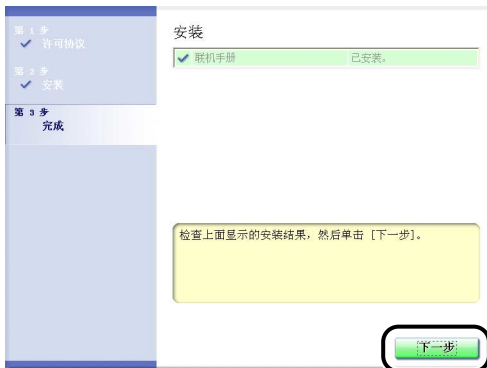 第 1 步
许可协议
第 2 步
安装
第 3 步
完成
安装
联机手册 已安装。
检查上面显示的安装结果，然后单击 [下一步]。
下一步